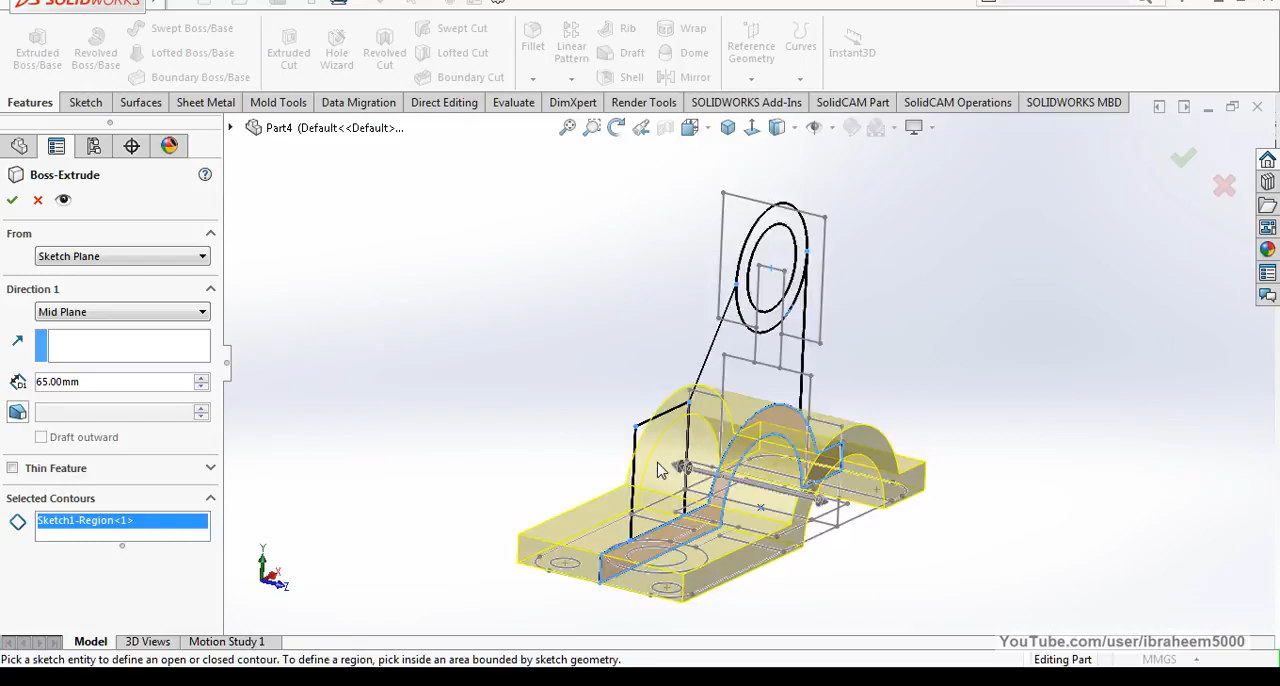 SOLIDWORKS
Extruded Boss/Base
Revolved Boss/Base
Swept Boss/Base
Lofted Boss/Base
Boundary Boss/Base
Extruded Cut
Hole Wizard
Revolved Cut
Swept Cut
Lofted Cut
Boundary Cut
Fillet
Linear Pattern
Rib
Draft
Shell
Wrap
Dome
Mirror
Reference Geometry
Curves
Instant3D
Features Sketch Surfaces Sheet Metal Mold Tools Data Migration Direct Editing Evaluate DimXpert Render Tools SOLIDWORKS Add-Ins SolidCAM Part SolidCAM Operations SOLIDWORKS MBD
Part4 (Default<<Default>...
Boss-Extrude
From
Sketch Plane
Direction 1
Mid Plane
D1
65.00mm
Draft outward
Thin Feature
Selected Contours
Sketch1-Region<1>
Y
X
Z
Model 3D Views Motion Study 1
YouTube.com/user/ibraheem5000
Pick a sketch entity to define an open or closed contour. To define a region, pick inside an area bounded by sketch geometry.
Editing Part
MMGS